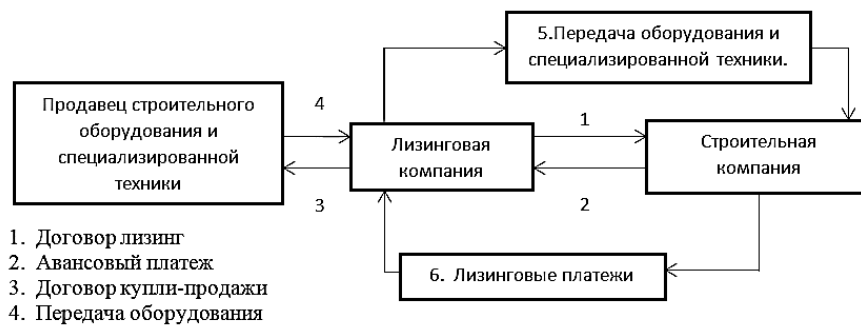 5.Передача оборудования и
специализированной техники.
Продавец строительного
оборудования и
специализированной
техники
4
Лизинговая
компания
1
Строительная
компания
3
2
6. Лизинговые платежи
1. Договор лизинг
2. Авансовый платеж
3. Договор купли-продажи
4. Передача оборудования